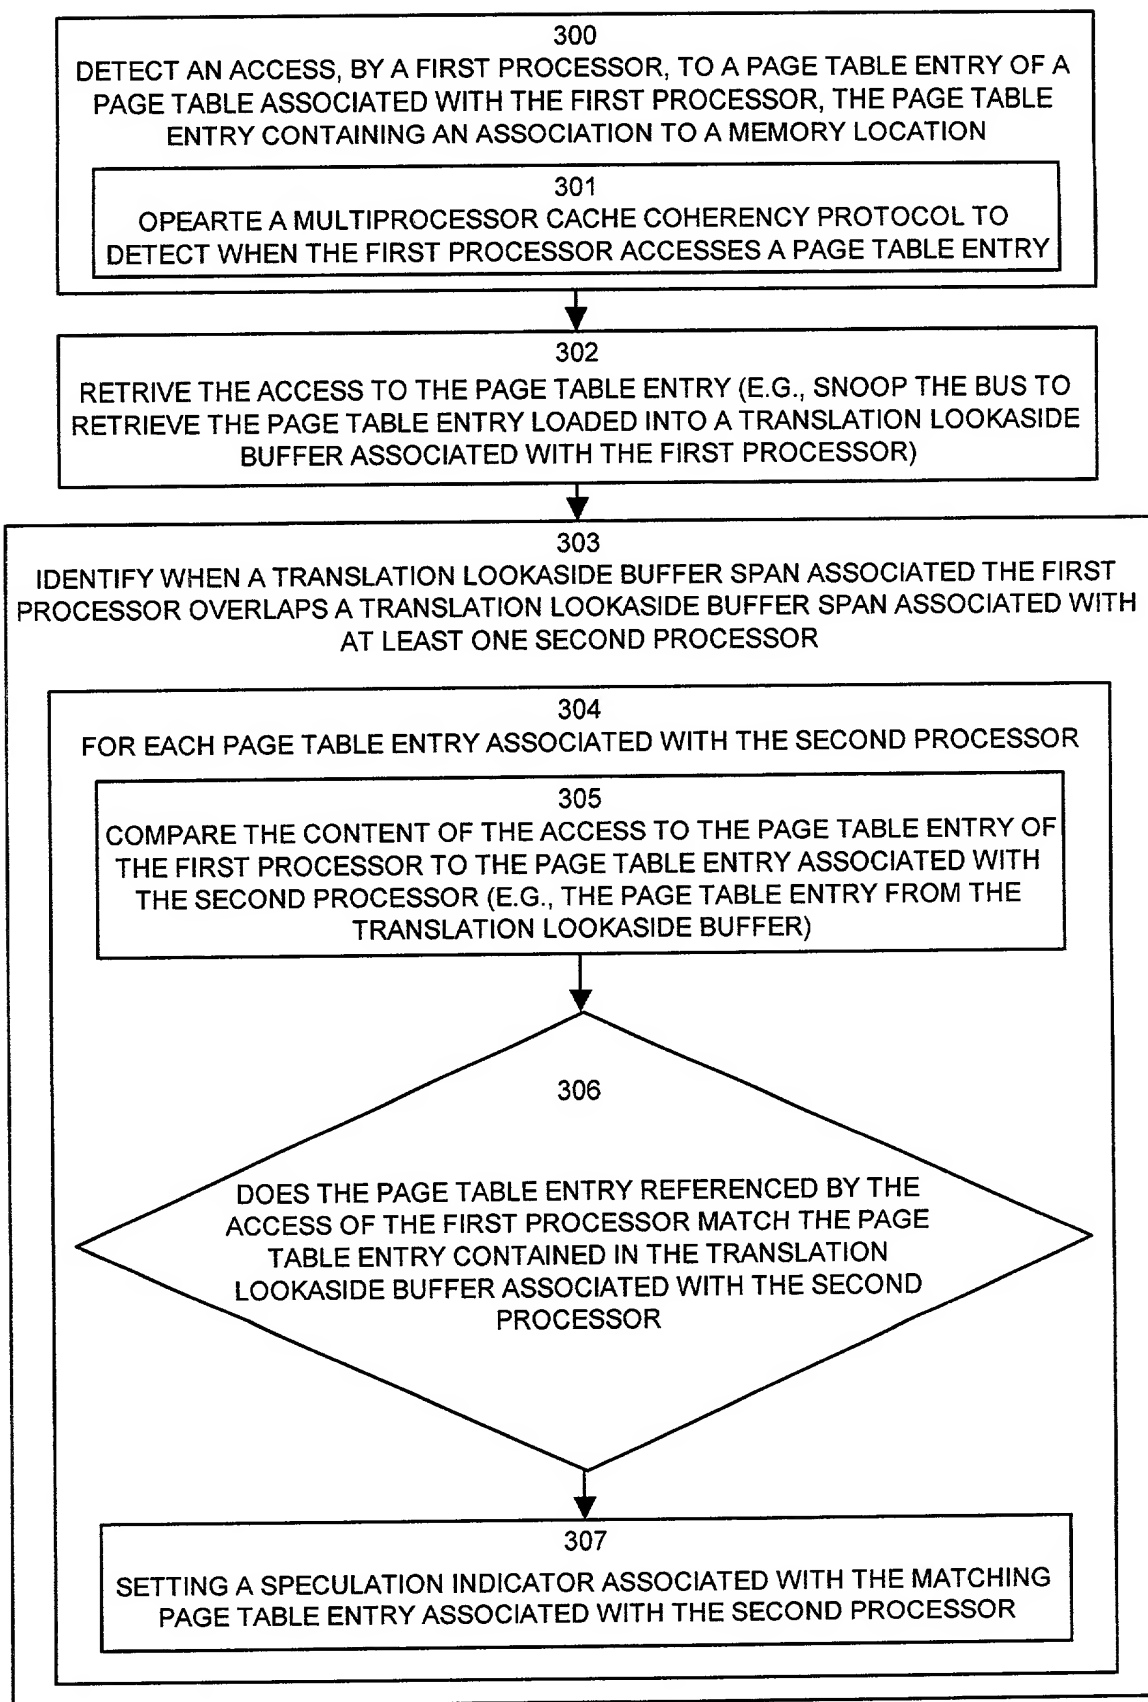 300
DETECT AN ACCESS, BY A FIRST PROCESSOR, TO A PAGE TABLE ENTRY OF A
PAGE TABLE ASSOCIATED WITH THE FIRST PROCESSOR, THE PAGE TABLE
ENTRY CONTAINING AN ASSOCIATION TO A MEMORY LOCATION
301
OPEARTE A MULTIPROCESSOR CACHE COHERENCY PROTOCOL TO
DETECT WHEN THE FIRST PROCESSOR ACCESSES A PAGE TABLE ENTRY
302
RETRIVE THE ACCESS TO THE PAGE TABLE ENTRY (E.G., SNOOP THE BUS TO
RETRIEVE THE PAGE TABLE ENTRY LOADED INTO A TRANSLATION LOOKASIDE
BUFFER ASSOCIATED WITH THE FIRST PROCESSOR)
303
IDENTIFY WHEN A TRANSLATION LOOKASIDE BUFFER SPAN ASSOCIATED THE FIRST
PROCESSOR OVERLAPS A TRANSLATION LOOKASIDE BUFFER SPAN ASSOCIATED WITH
AT LEAST ONE SECOND PROCESSOR
304
FOR EACH PAGE TABLE ENTRY ASSOCIATED WITH THE SECOND PROCESSOR
305
COMPARE THE CONTENT OF THE ACCESS TO THE PAGE TABLE ENTRY OF
THE FIRST PROCESSOR TO THE PAGE TABLE ENTRY ASSOCIATED WITH
THE SECOND PROCESSOR (E.G., THE PAGE TABLE ENTRY FROM THE
TRANSLATION LOOKASIDE BUFFER)
306
DOES THE PAGE TABLE ENTRY REFERENCED BY THE
ACCESS OF THE FIRST PROCESSOR MATCH THE PAGE
TABLE ENTRY CONTAINED IN THE TRANSLATION
LOOKASIDE BUFFER ASSOCIATED WITH THE SECOND
PROCESSOR
307
SETTING A SPECULATION INDICATOR ASSOCIATED WITH THE MATCHING
PAGE TABLE ENTRY ASSOCIATED WITH THE SECOND PROCESSOR